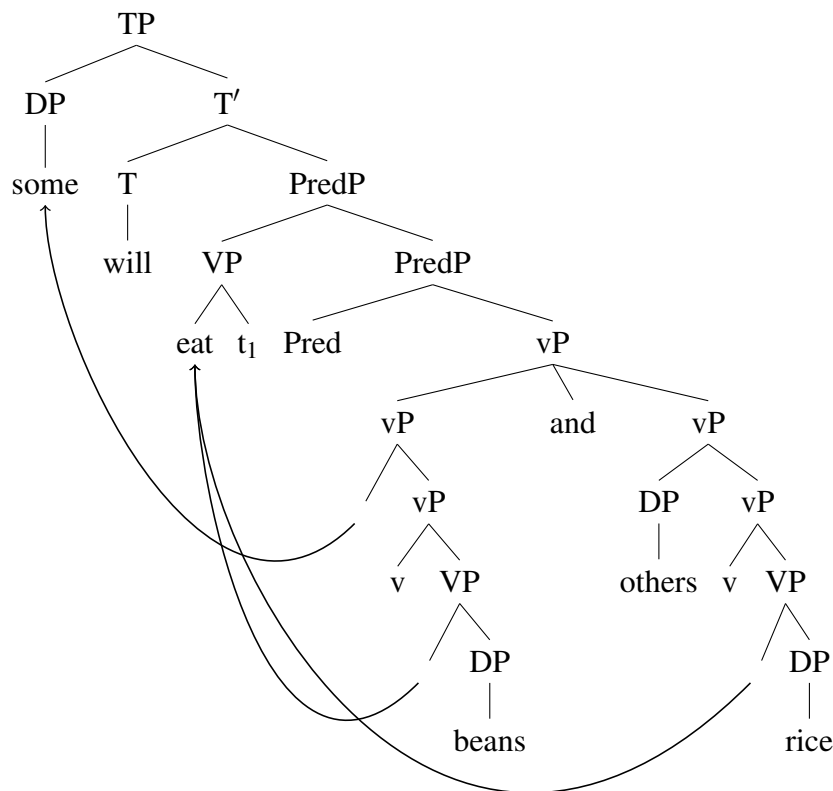 TP
DP T′
some T PredP
will VP PredP
eat t₁ Pred vP
vP and vP
vP DP vP
v VP others v VP
DP DP
beans rice